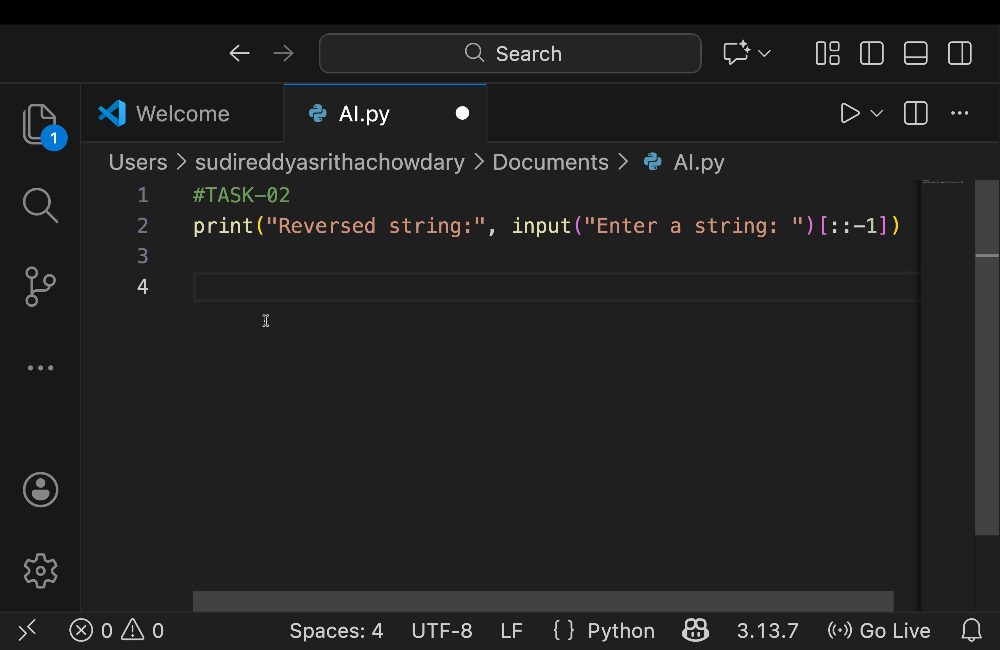 Search
Welcome
AI.py
1
Users > sudireddyasrithachowdary > Documents > AI.py
1 #TASK-02
2 print("Reversed string:", input("Enter a string: ")[::-1])
3
4
0 0 Spaces: 4 UTF-8 LF { } Python 3.13.7 Go Live